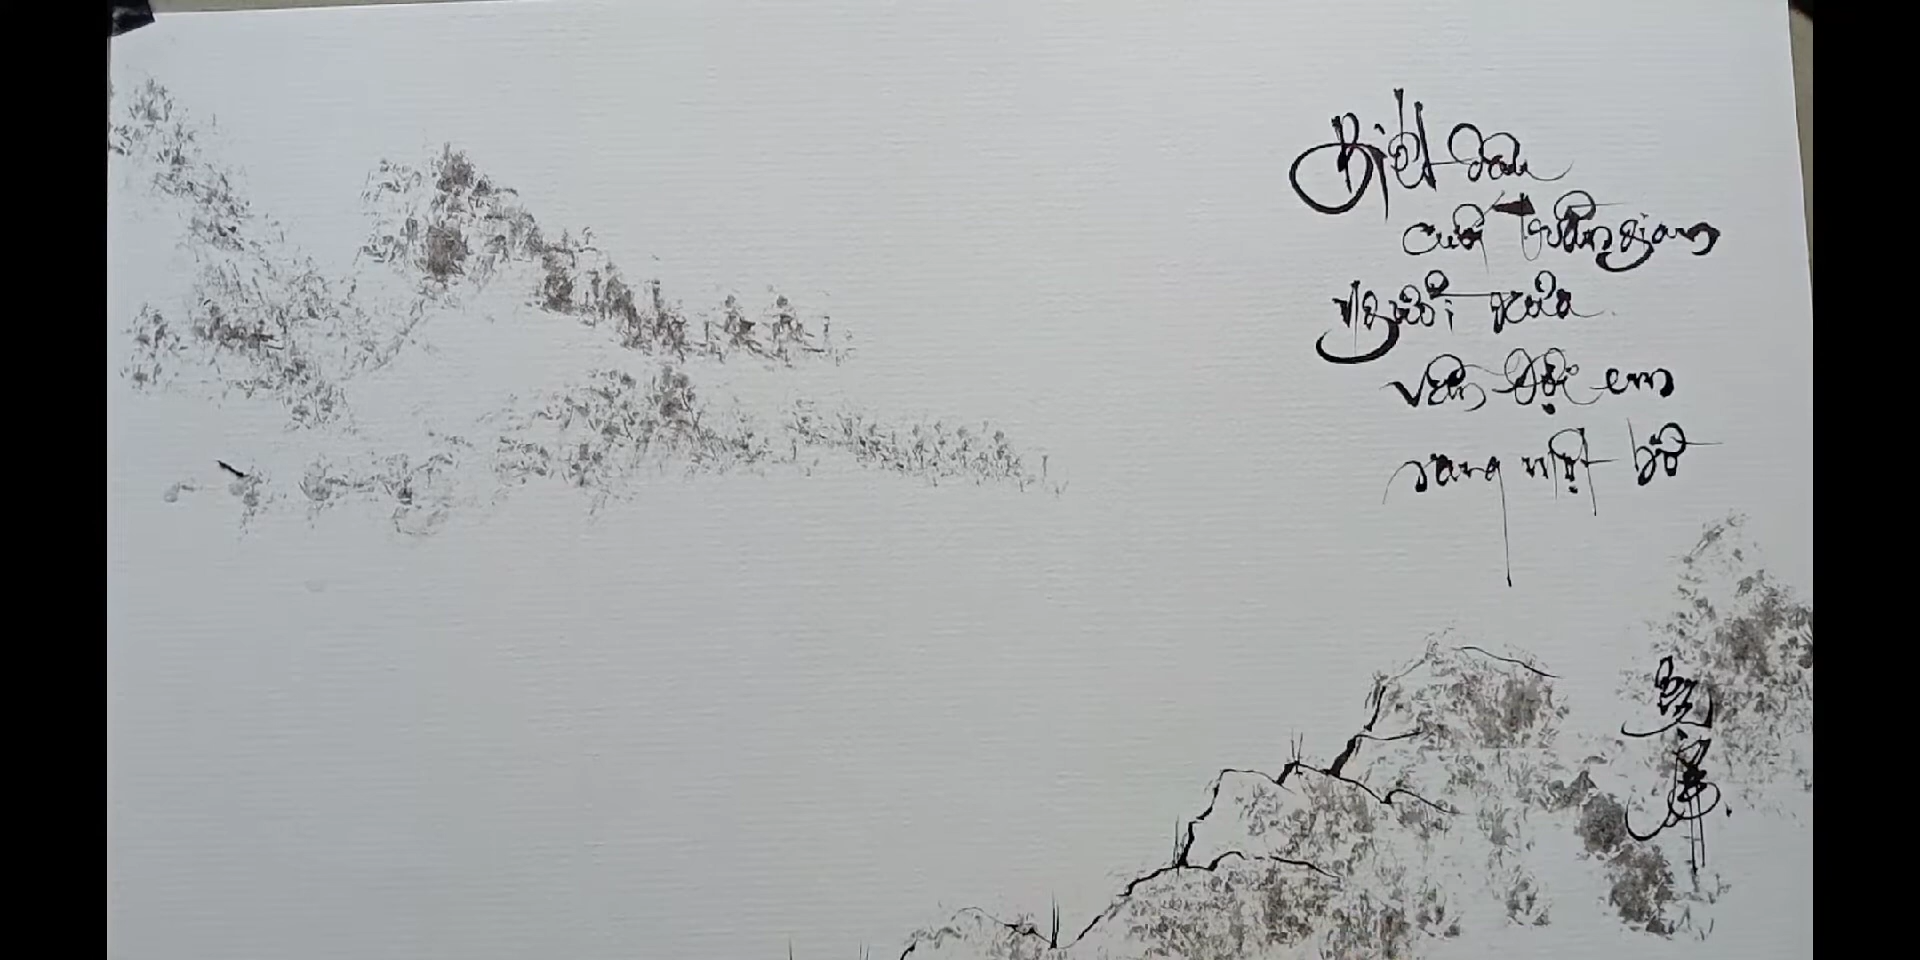 Biết đâu
cuối trường giang
Người xưa
vẫn đợi em
sang một bờ